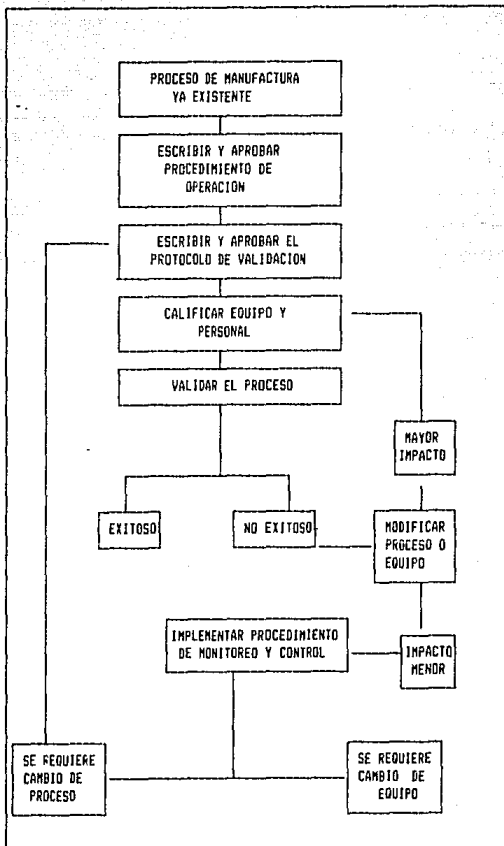 PROCESO DE MANUFACTURA
YA EXISTENTE
ESCRIBIR Y APROBAR
PROCEDIMIENTO DE
OPERACION
ESCRIBIR Y APROBAR EL
PROTOCOLO DE VALIDACION
CALIFICAR EQUIPO Y
PERSONAL
VALIDAR EL PROCESO
MAYOR
IMPACTO
EXITOSO
NO EXITOSO
MODIFICAR
PROCESO O
EQUIPO
IMPLEMENTAR PROCEDIMIENTO
DE MONITOREO Y CONTROL
IMPACTO
MENOR
SE REQUIERE
CAMBIO DE
PROCESO
SE REQUIERE
CAMBIO DE
EQUIPO